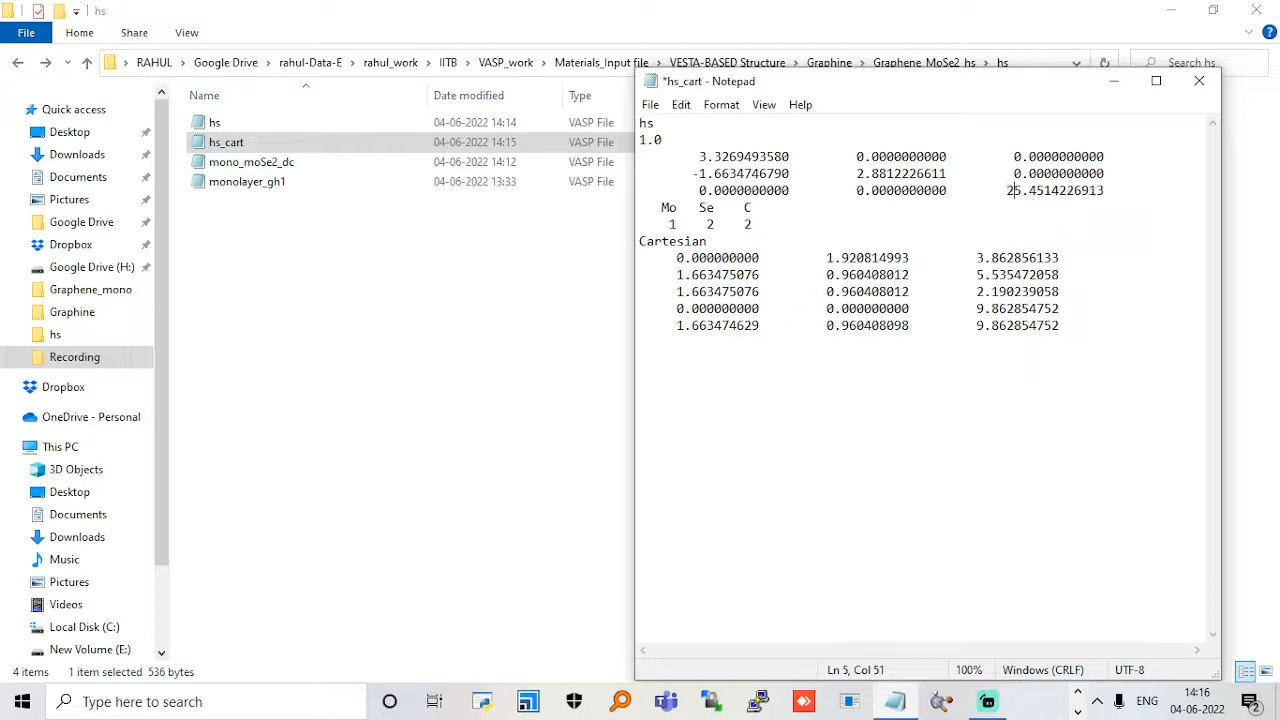 hs
File
Home
Share
View
RAHUL
Google Drive
rahul-Data-E
rahul_work
IITB
VASP_work
Materials_Input file
VESTA-BASED Structure
Graphine
Graphene_MoSe2_hs
hs
Search hs
Quick access
Desktop
Downloads
Documents
Pictures
Google Drive
Dropbox
Google Drive (H:)
Graphene_mono
Graphine
hs
Recording
Dropbox
OneDrive - Personal
This PC
3D Objects
Desktop
Documents
Downloads
Music
Pictures
Videos
Local Disk (C:)
New Volume (E:)
Name Date modified Type
hs 04-06-2022 14:14 VASP File
hs_cart 04-06-2022 14:15 VASP File
mono_moSe2_dc 04-06-2022 14:12 VASP File
monolayer_gh1 04-06-2022 13:33 VASP File
4 items 1 item selected 536 bytes
*hs_cart - Notepad
File Edit Format View Help
hs
1.0
3.3269493580 0.0000000000 0.0000000000
-1.6634746790 2.8812226611 0.0000000000
0.0000000000 0.0000000000 25.4514226913
Mo Se C
1 2 2
Cartesian
0.000000000 1.920814993 3.862856133
1.663475076 0.960408012 5.535472058
1.663475076 0.960408012 2.190239058
0.000000000 0.000000000 9.862854752
1.663474629 0.960408098 9.862854752
Ln 5, Col 51 100% Windows (CRLF) UTF-8
Type here to search
ENG
14:16
04-06-2022
2